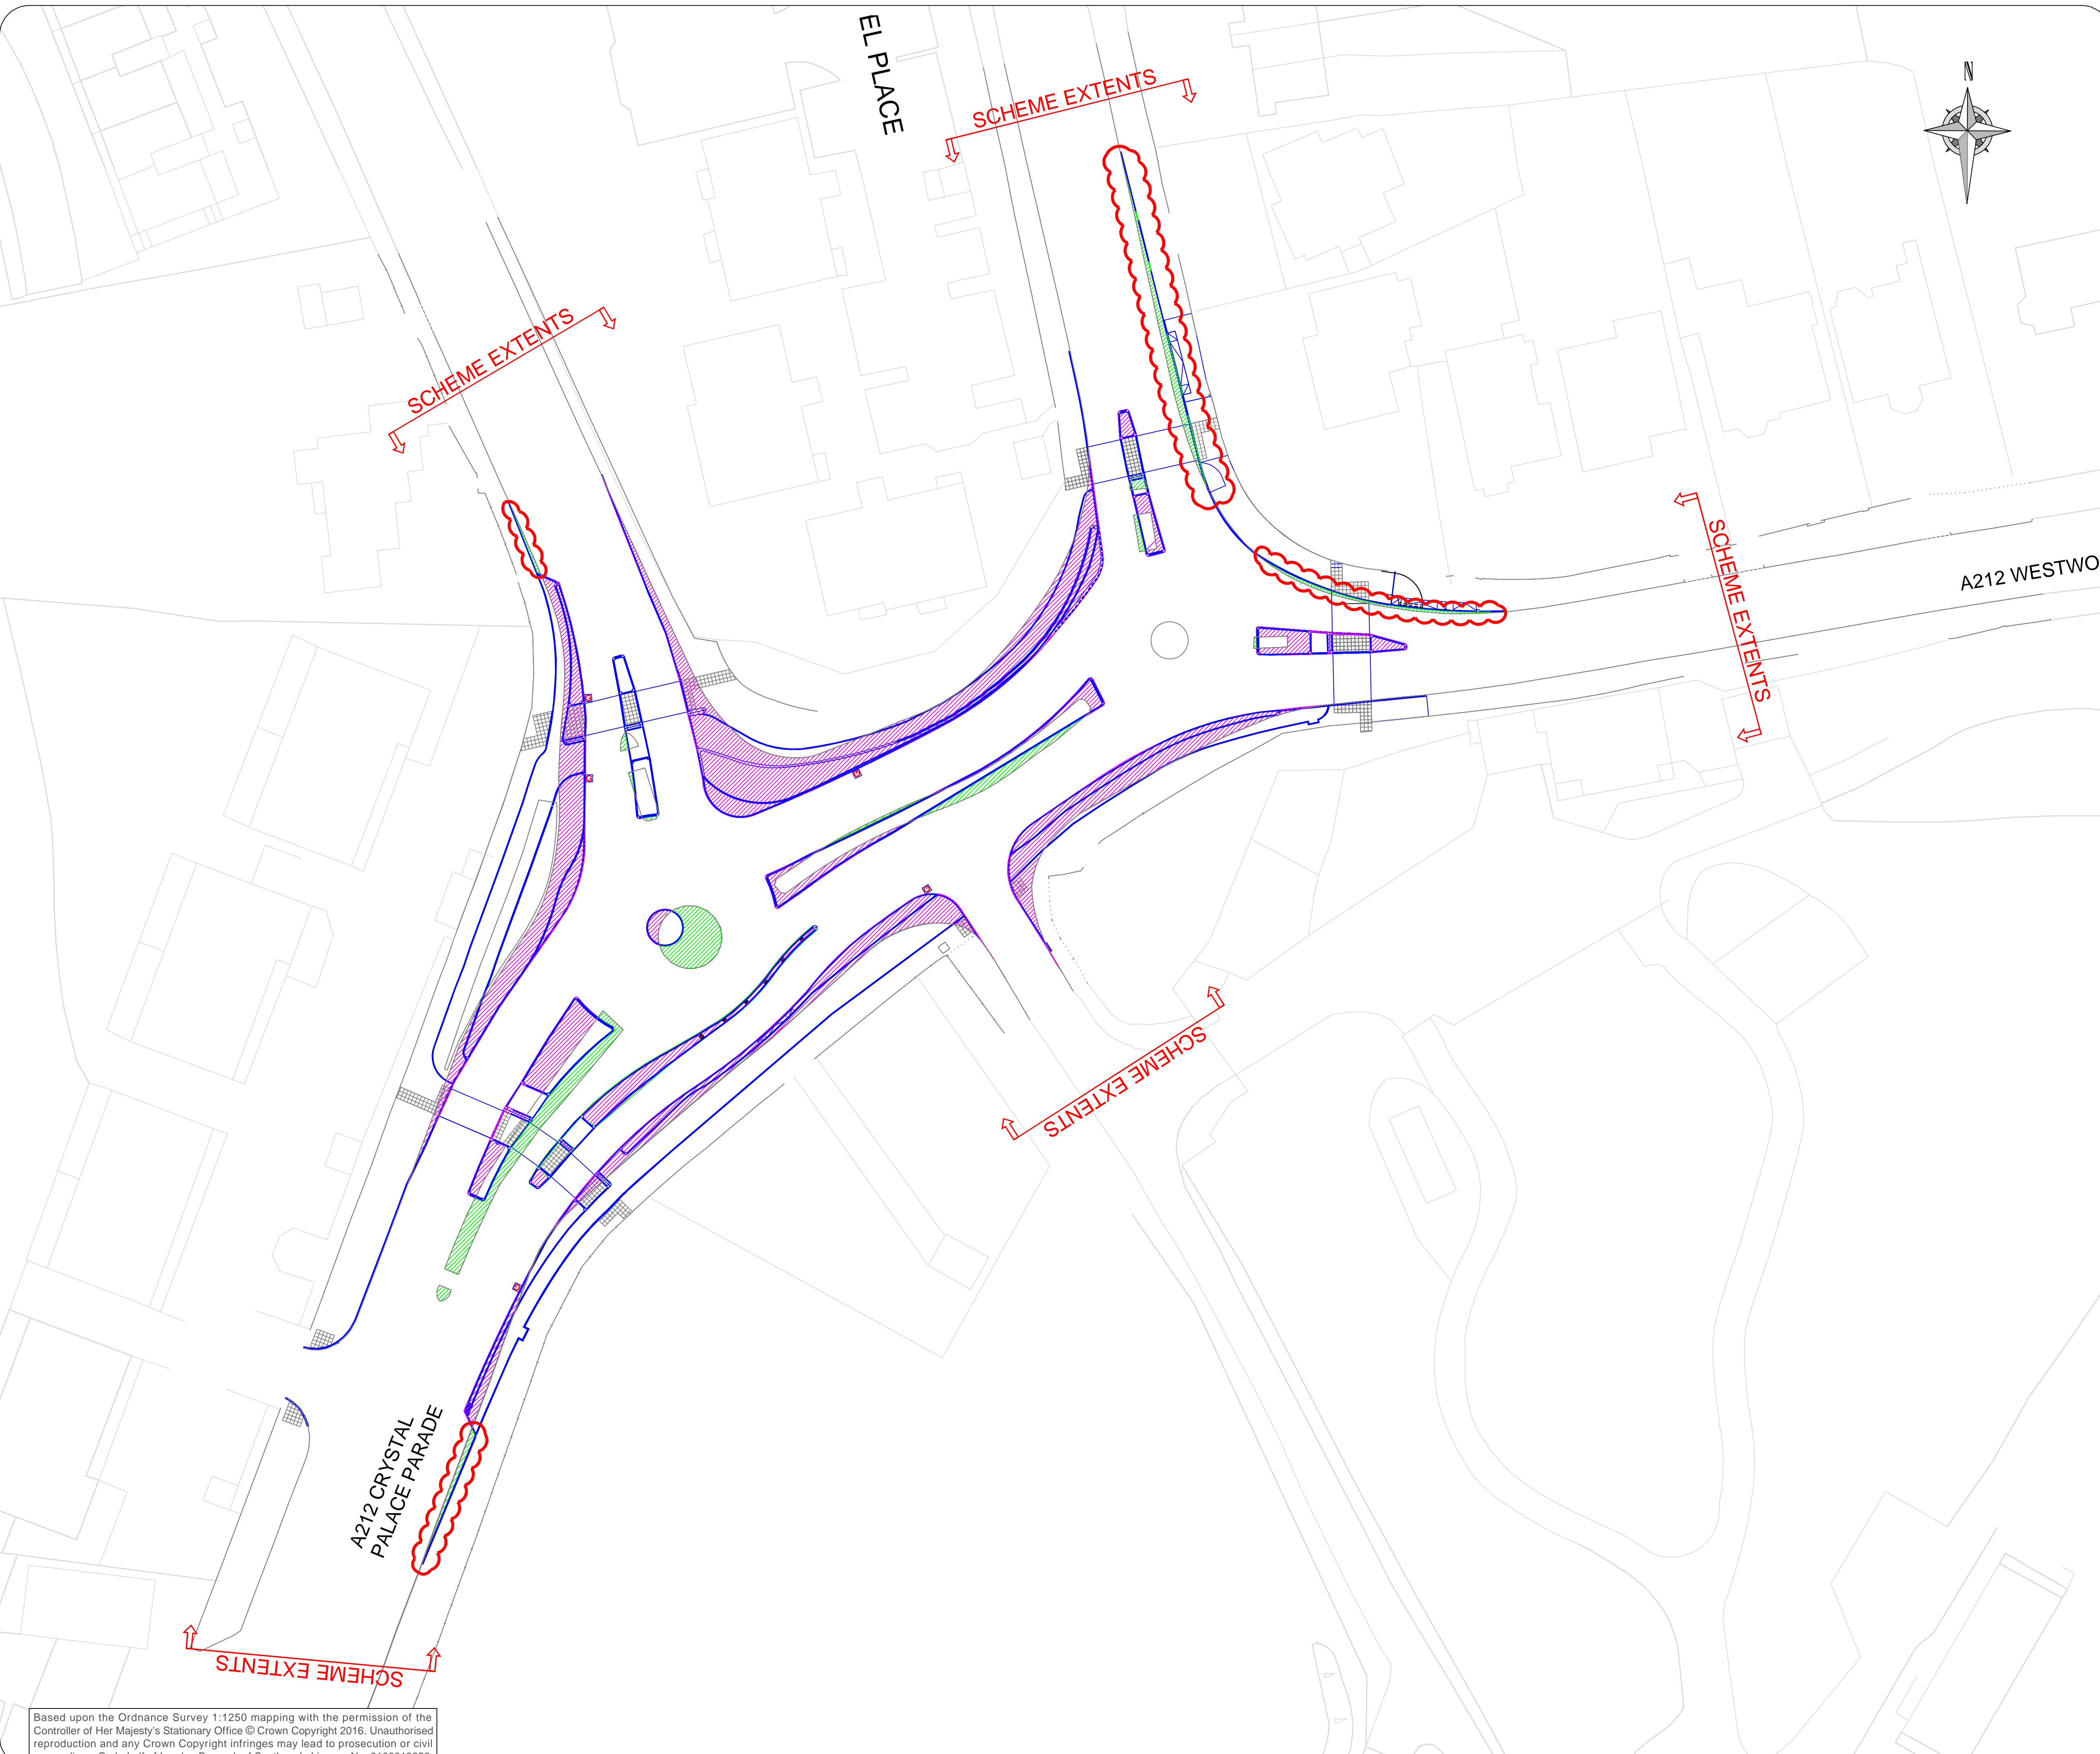 EL PLACE
SCHEME EXTENTS
N
SCHEME EXTENTS
SCHEME EXTENTS
A212 WESTWO
SCHEME EXTENTS
A212 CRYSTAL
PALACE PARADE
SCHEME EXTENTS
Based upon the Ordnance Survey 1:1250 mapping with the permission of the
Controller of Her Majesty's Stationary Office © Crown Copyright 2016. Unauthorised
reproduction and any Crown Copyright infringes may lead to prosecution or civil